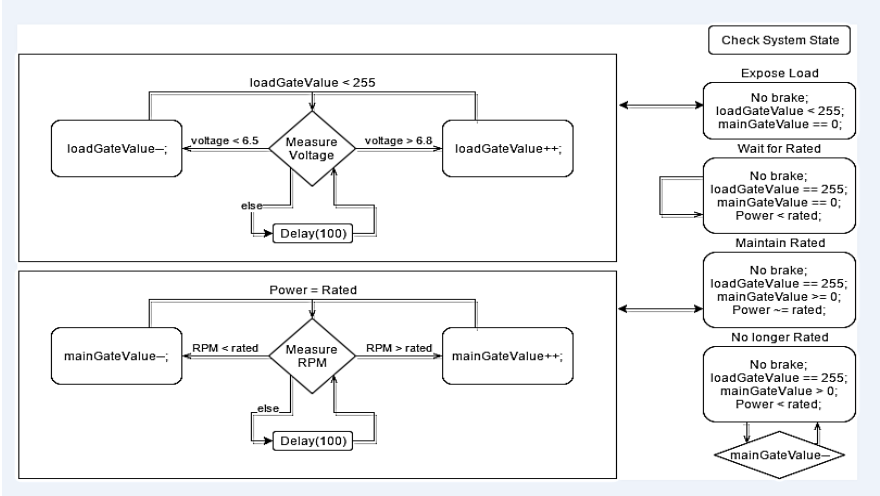 Check System State
loadGateValue < 255
loadGateValue--;
voltage < 6.5
Measure
Voltage
voltage > 6.8
loadGateValue++;
else
Delay(100)
Power = Rated
mainGateValue--;
RPM < rated
Measure
RPM
RPM > rated
mainGateValue++;
else
Delay(100)
Expose Load
No brake;
loadGateValue < 255;
mainGateValue == 0;
Wait for Rated
No brake;
loadGateValue == 255;
mainGateValue == 0;
Power < rated;
Maintain Rated
No brake;
loadGateValue == 255;
mainGateValue >= 0;
Power ~= rated;
No longer Rated
No brake;
loadGateValue == 255;
mainGateValue > 0;
Power < rated;
mainGateValue--